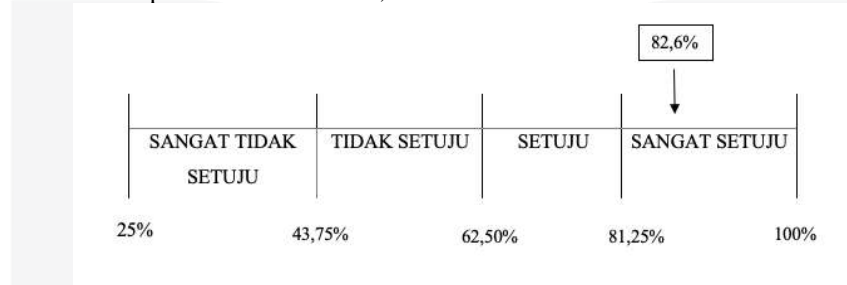 82,6%
SANGAT TIDAK SETUJU TIDAK SETUJU SETUJU SANGAT SETUJU
25% 43,75% 62,50% 81,25% 100%